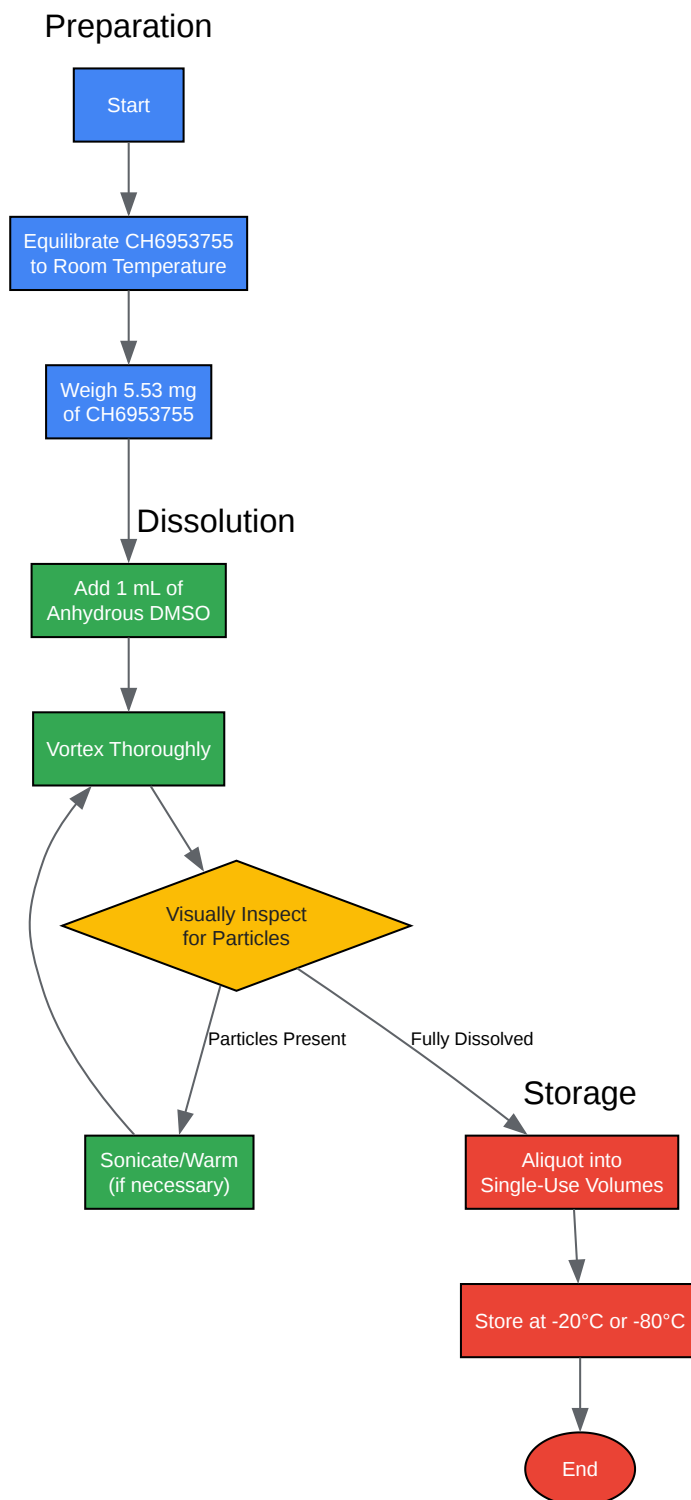 Preparation
Start
Equilibrate CH6953755
to Room Temperature
Weigh 5.53 mg
of CH6953755
Dissolution
Add 1 mL of
Anhydrous DMSO
Vortex Thoroughly
Visually Inspect
for Particles
Particles Present
Fully Dissolved
Storage
Sonicate/Warm
(if necessary)
Aliquot into
Single-Use Volumes
Store at -20°C or -80°C
End